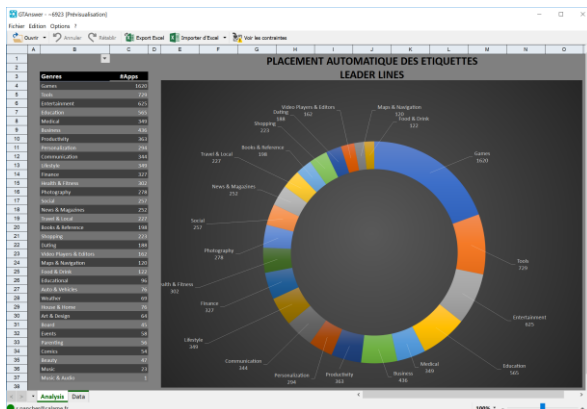 GTAnswer - ~6923 [Prévisualisation]
Fichier Edition Options ?
Ouvrir Annuler Rétablir Export Excel Importer d'Excel Voir les contraintes
A B C D E F G H I J K L M N O
PLACEMENT AUTOMATIQUE DES ETIQUETTES
LEADER LINES
Genres #Apps
Games 1620
Tools 729
Entertainment 625
Education 565
Medical 349
Business 436
Productivity 363
Personalization 294
Communication 344
Lifestyle 349
Finance 327
Health & Fitness 302
Photography 278
Social 257
News & Magazines 252
Travel & Local 227
Books & Reference 198
Shopping 223
Dating 188
Video Players & Editors 162
Maps & Navigation 120
Food & Drink 122
Educational 96
Auto & Vehicles 76
Weather 69
House & Home 76
Art & Design 64
Board 45
Events 58
Parenting 56
Comics 54
Beauty 47
Music 23
Music & Audio 1
Video Players & Editors
162
Maps & Navigation
120
Dating
188
Food & Drink
122
Shopping
223
Books & Reference
198
Travel & Local
227
News & Magazines
252
Social
257
Photography
278
alth & Fitness
302
Finance
327
Lifestyle
349
Communication
344
Personalization
294
Productivity
363
Business
436
Medical
349
Education
565
Entertainment
625
Tools
729
Games
1620
Analysis Data
100%